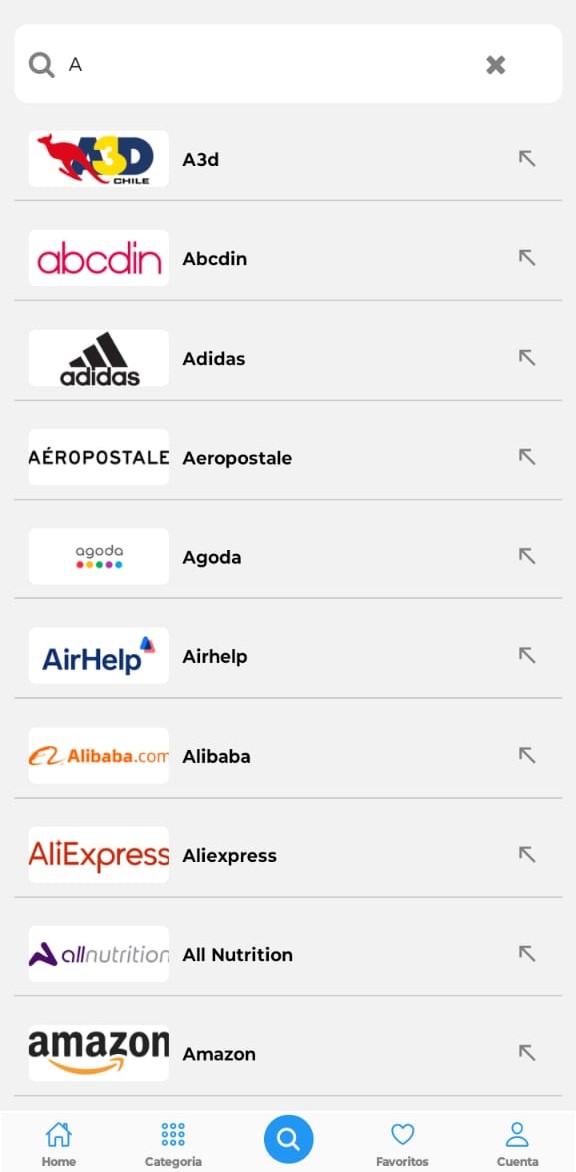 A
A3D
CHILE
A3d
abcdin
Abcdin
adidas
Adidas
AÉROPOSTALE
Aeropostale
agoda
Agoda
AirHelp
Airhelp
Alibaba.com
Alibaba
AliExpress
Aliexpress
allnutrition
All Nutrition
amazon
Amazon
Home
Categoria
Favoritos
Cuenta